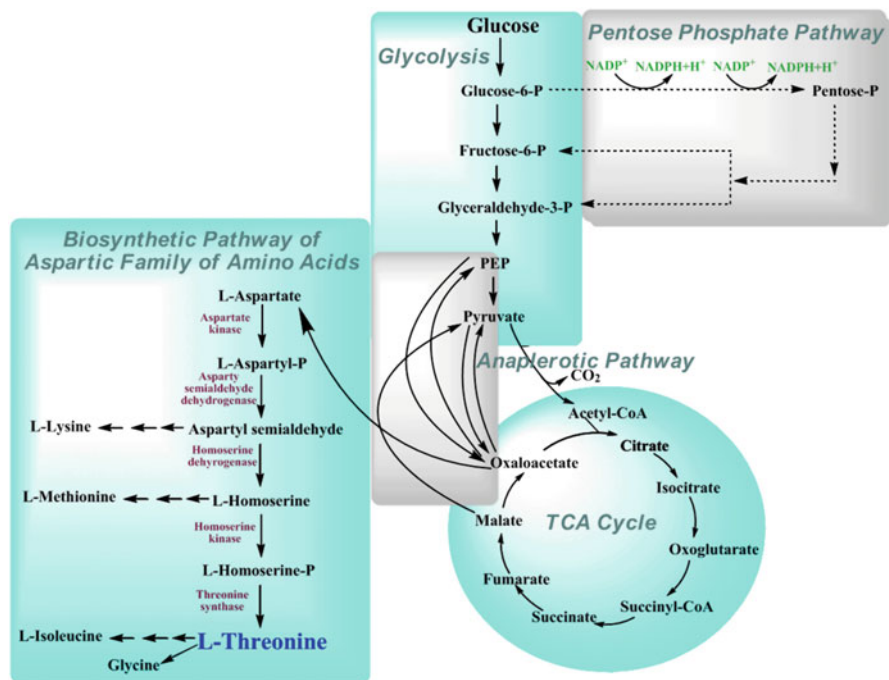 Glucose
Glycolysis
Pentose Phosphate Pathway
NADP+ NADPH+H+ NADP+ NADPH+H+
Glucose-6-P
Pentose-P
Fructose-6-P
Glyceraldehyde-3-P
PEP
Pyruvate
Anaplerotic Pathway
CO2
Biosynthetic Pathway of
Aspartic Family of Amino Acids
L-Aspartate
Aspartate
kinase
L-Aspartyl-P
Asparty
semialdehyde
dehydrogenase
L-Lysine
Aspartyl semialdehyde
Homoserine
dehyrogenase
L-Methionine
L-Homoserine
Homoserine
kinase
L-Homoserine-P
Threonine
synthase
L-Isoleucine
L-Threonine
Glycine
Acetyl-CoA
Oxaloacetate
Citrate
Isocitrate
Malate
TCA Cycle
Oxoglutarate
Fumarate
Succinyl-CoA
Succinate